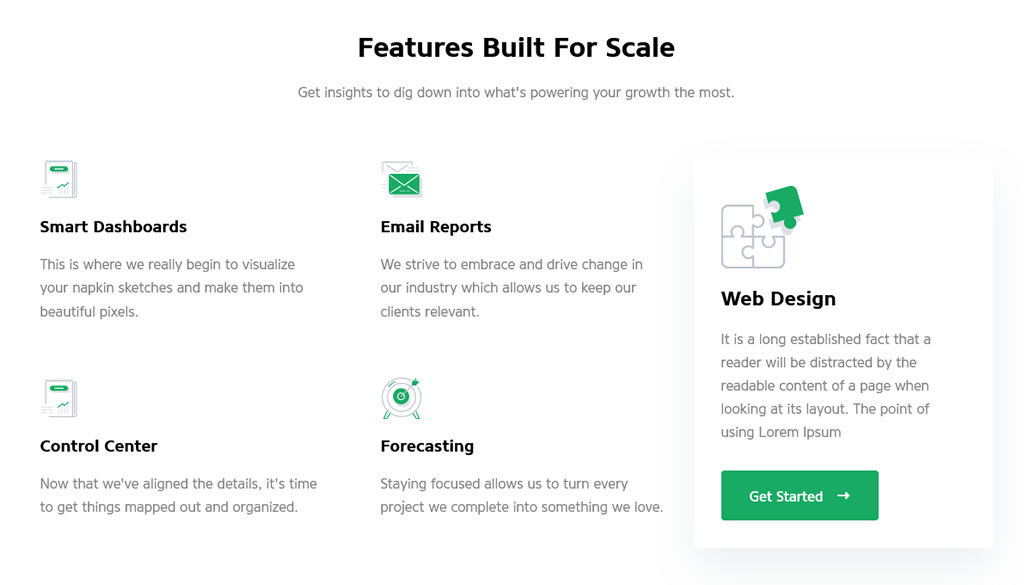 Features Built For Scale
Get insights to dig down into what's powering your growth the most.
Smart Dashboards
This is where we really begin to visualize
your napkin sketches and make them into
beautiful pixels.
Email Reports
We strive to embrace and drive change in
our industry which allows us to keep our
clients relevant.
Control Center
Now that we've aligned the details, it's time
to get things mapped out and organized.
Forecasting
Staying focused allows us to turn every
project we complete into something we love.
Web Design
It is a long established fact that a
reader will be distracted by the
readable content of a page when
looking at its layout. The point of
using Lorem Ipsum
Get Started →